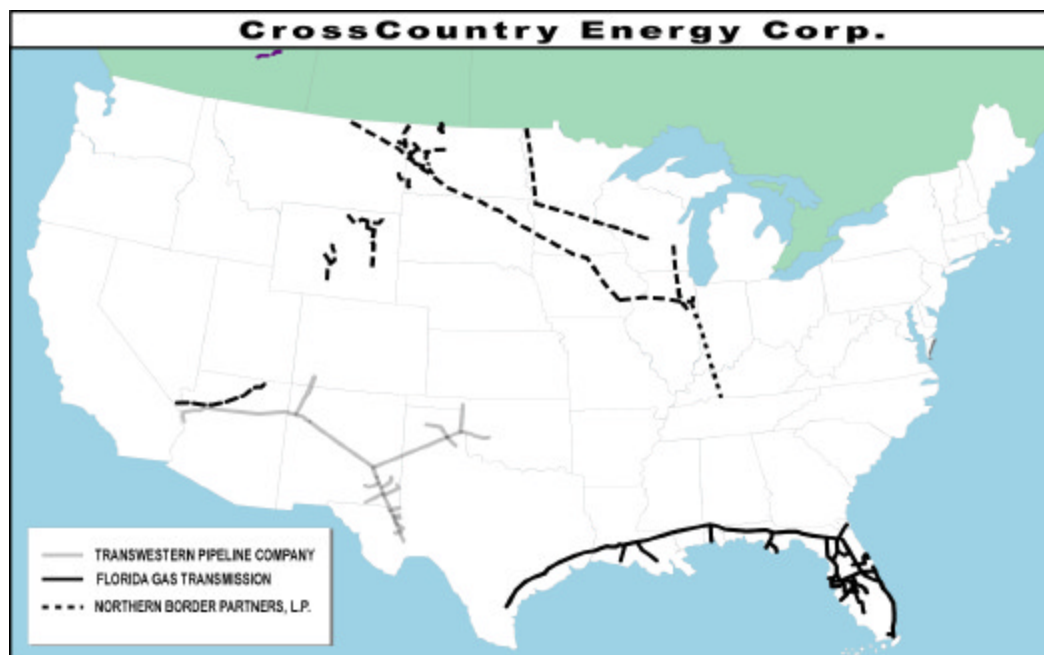 CrossCountry Energy Corp.
TRANSWESTERN PIPELINE COMPANY
FLORIDA GAS TRANSMISSION
NORTHERN BORDER PARTNERS, L.P.